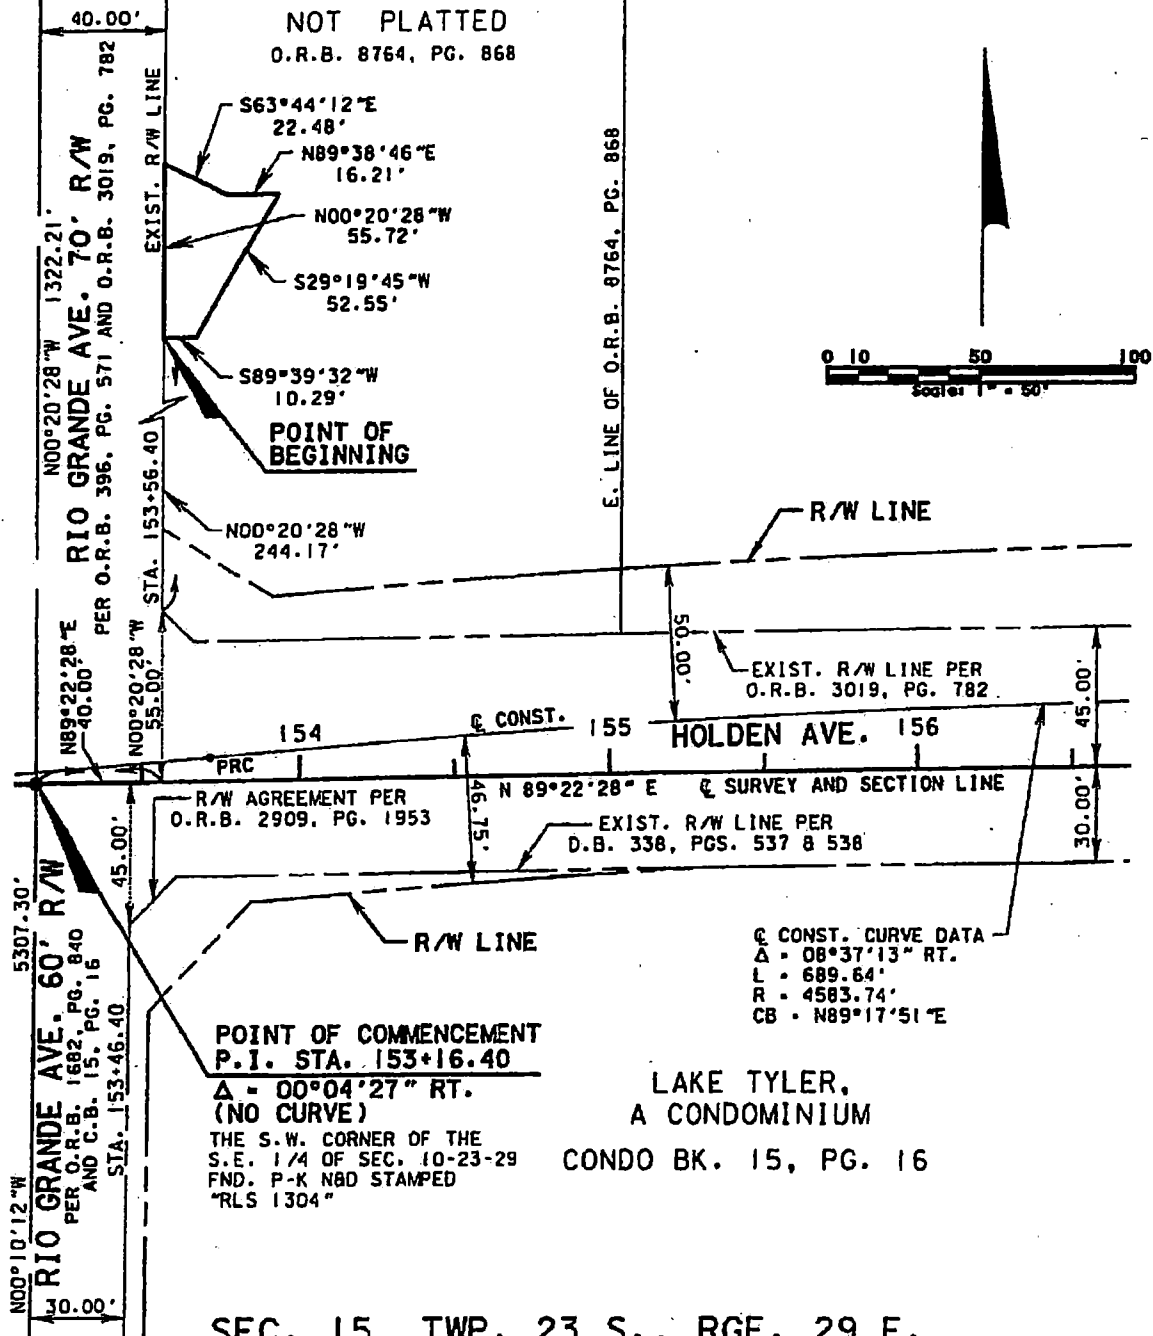 40.00'
NOT PLATTED
O.R.B. 8764, PG. 868
S63°44'12"E
22.48'
N89°38'46"E
16.21'
N00°20'28"W
55.72'
S29°19'45"W
52.55'
S89°39'32"W
10.29'
POINT OF
BEGINNING
EXIST. R/W LINE
N00°20'28"W 1322.21'
RIO GRANDE AVE. 70' R/W
PER O.R.B. 396, PG. 571 AND O.R.B. 3019, PG. 782
STA. 153+56.40
E. LINE OF O.R.B. 8764, PG. 868
0 10 50 100
Scale: 1" = 50'
N00°20'28"W
244.17'
R/W LINE
50.00'
EXIST. R/W LINE PER
O.R.B. 3019, PG. 782
45.00'
N89°22'28"E
40.00'
N00°20'28"W
55.00'
154
℄ CONST.
155
HOLDEN AVE.
156
PRC
N 89°22'28" E
℄ SURVEY AND SECTION LINE
R/W AGREEMENT PER
O.R.B. 2909, PG. 1953
46.75'
EXIST. R/W LINE PER
D.B. 338, PGS. 537 & 538
30.00'
45.00'
R/W LINE
℄ CONST. CURVE DATA
Δ = 08°37'13" RT.
L = 689.64'
R = 4583.74'
CB = N89°17'51"E
5307.30'
N00°10'12"W
RIO GRANDE AVE. 60' R/W
PER O.R.B. 1682, PG. 840
AND C.B. 15, PG. 16
STA. 153+46.40
POINT OF COMMENCEMENT
P.I. STA. 153+16.40
Δ = 00°04'27" RT.
(NO CURVE)
THE S.W. CORNER OF THE
S.E. 1/4 OF SEC. 10-23-29
FND. P-K N&D STAMPED
"RLS 1304"
LAKE TYLER,
A CONDOMINIUM
CONDO BK. 15, PG. 16
30.00'
SEC. 15, TWP. 23 S., RGE. 29 E.